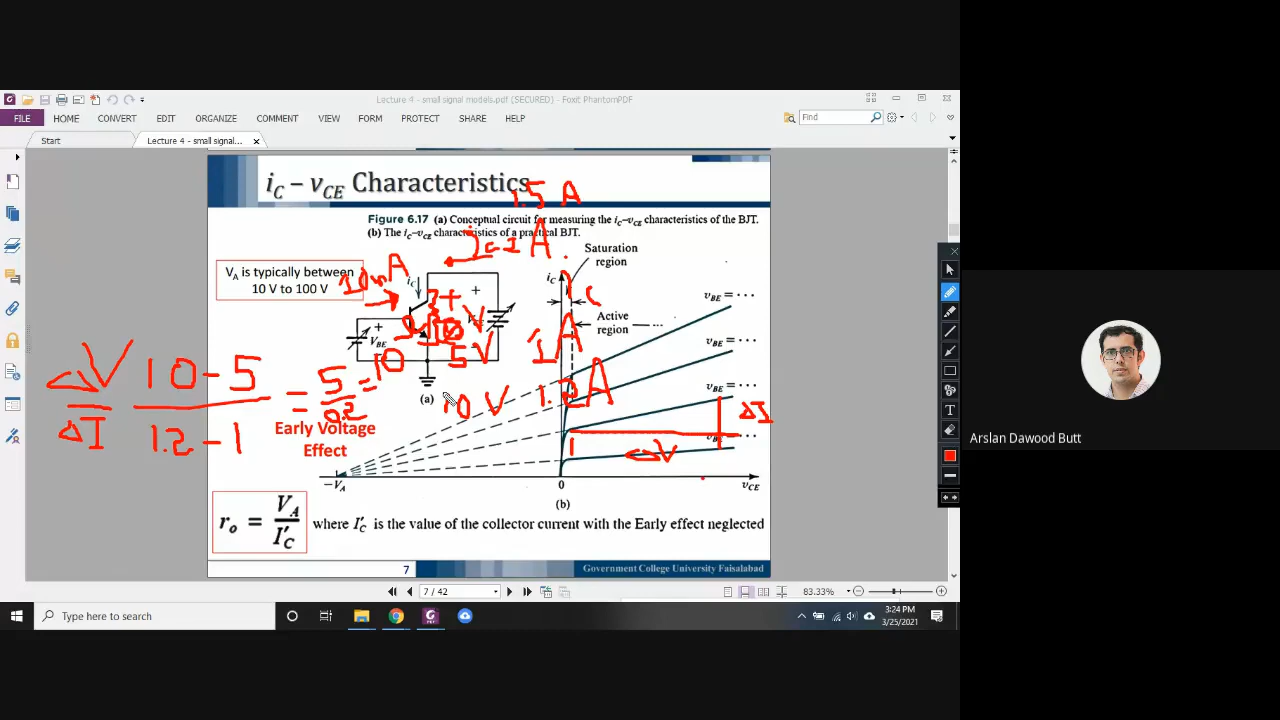 Lecture 4 - small signal models.pdf [SECURED] - Foxit PhantomPDF
FILE HOME CONVERT EDIT ORGANIZE COMMENT VIEW FORM PROTECT SHARE HELP
Find
Start
Lecture 4 - small signal...
iC – vCE Characteristics
1.5 A
Figure 6.17 (a) Conceptual circuit for measuring the iC–vCE characteristics of the BJT.
(b) The iC–vCE characteristics of a practical BJT.
VA is typically between
10 V to 100 V
iC
+
+
VBE
(a)
iC
Saturation
region
Active
region
vBE = ···
vBE = ···
vBE = ···
−VA
0
vCE
(b)
1A
5V
10 V 1.2A
ΔV
ΔI
ΔV 10-5
ΔI 1.2-1
= 5
0.2
= 10
Early Voltage
Effect
ro = VA
I′C
where I′C is the value of the collector current with the Early effect neglected
7
Government College University Faisalabad
7 / 42
83.33%
Type here to search
3:24 PM
3/25/2021
Arslan Dawood Butt